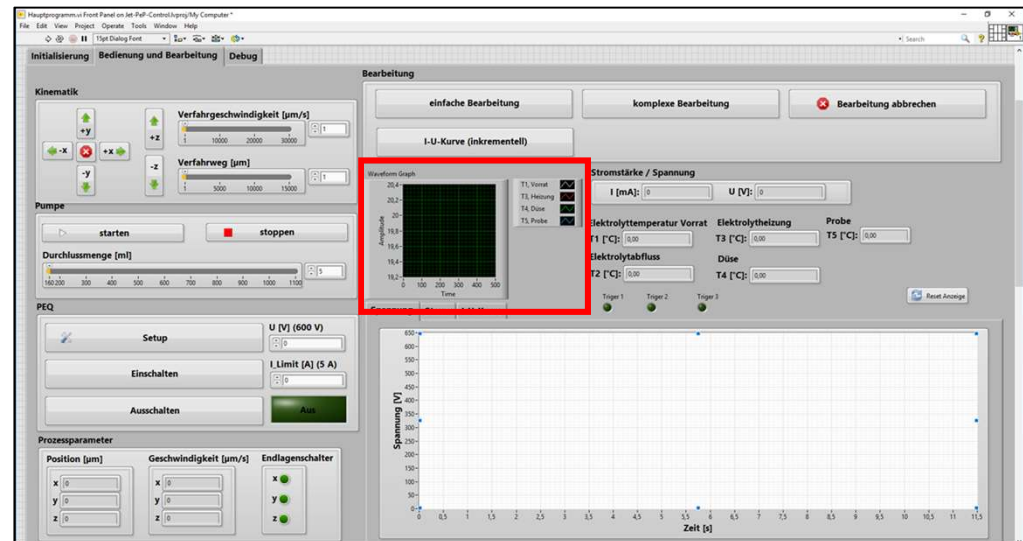 Hauptprogramm.vi Front Panel on Jet-PeP-Control.lvproj/My Computer *
File Edit View Project Operate Tools Window Help
15pt Dialog Font
Search
Initialisierung Bedienung und Bearbeitung Debug
Bearbeitung
einfache Bearbeitung
komplexe Bearbeitung
Bearbeitung abbrechen
I-U-Kurve (inkrementell)
Kinematik
+y
-x
+x
-y
+z
-z
Verfahrgeschwindigkeit [µm/s]
1 10000 20000 30000
1
Verfahrweg [µm]
1 5000 10000 15000
1
Pumpe
starten
stoppen
Durchlussmenge [ml]
160 200 300 400 500 600 700 800 900 1000 1100
5
PEQ
Setup
Einschalten
Ausschalten
U [V] (600 V)
0
I_Limit [A] (5 A)
0
Aus
Prozessparameter
Position [µm]
x 0
y 0
z 0
Geschwindigkeit [µm/s]
x 0
y 0
z 0
Endlagenschalter
x
y
z
Waveform Graph
20,4
20,2
20
19,8
19,6
19,4
19,2
Amplitude
0 100 200 300 400 500
Time
T1, Vorrat
T3, Heizung
T4, Düse
T5, Probe
Stromstärke / Spannung
I [mA]: 0
U [V]: 0
Elektrolyttemperatur Vorrat
T1 [°C]: 0,00
Elektrolytheizung
T3 [°C]: 0,00
Probe
T5 [°C]: 0,00
Elektrolytabfluss
T2 [°C]: 0,00
Düse
T4 [°C]: 0,00
Triger 1 Triger 2 Triger 3
Reset Anzeige
650
600
550
500
450
400
350
300
250
200
150
100
50
0
Spannung [V]
0 0,5 1 1,5 2 2,5 3 3,5 4 4,5 5 5,5 6 6,5 7 7,5 8 8,5 9 9,5 10 10,5 11 11,5
Zeit [s]